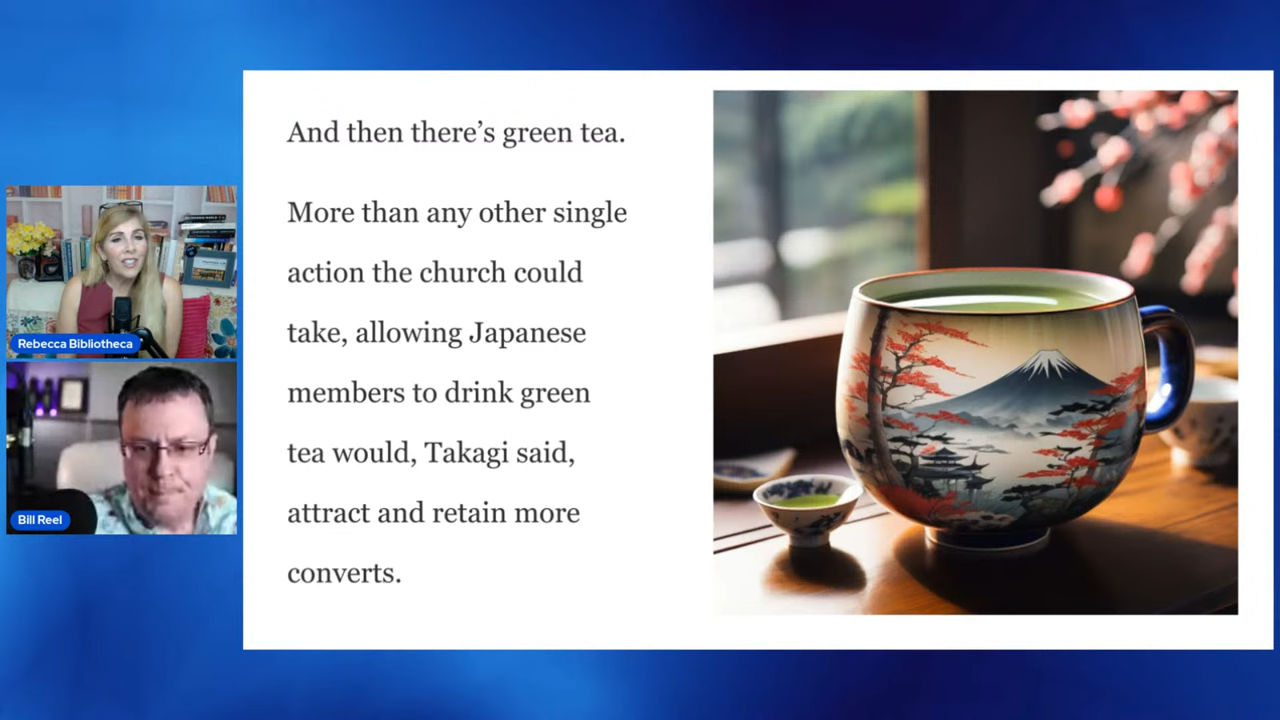 And then there’s green tea.
More than any other single
action the church could
take, allowing Japanese
members to drink green
tea would, Takagi said,
attract and retain more
converts.
Rebecca Bibliotheca
Bill Reel